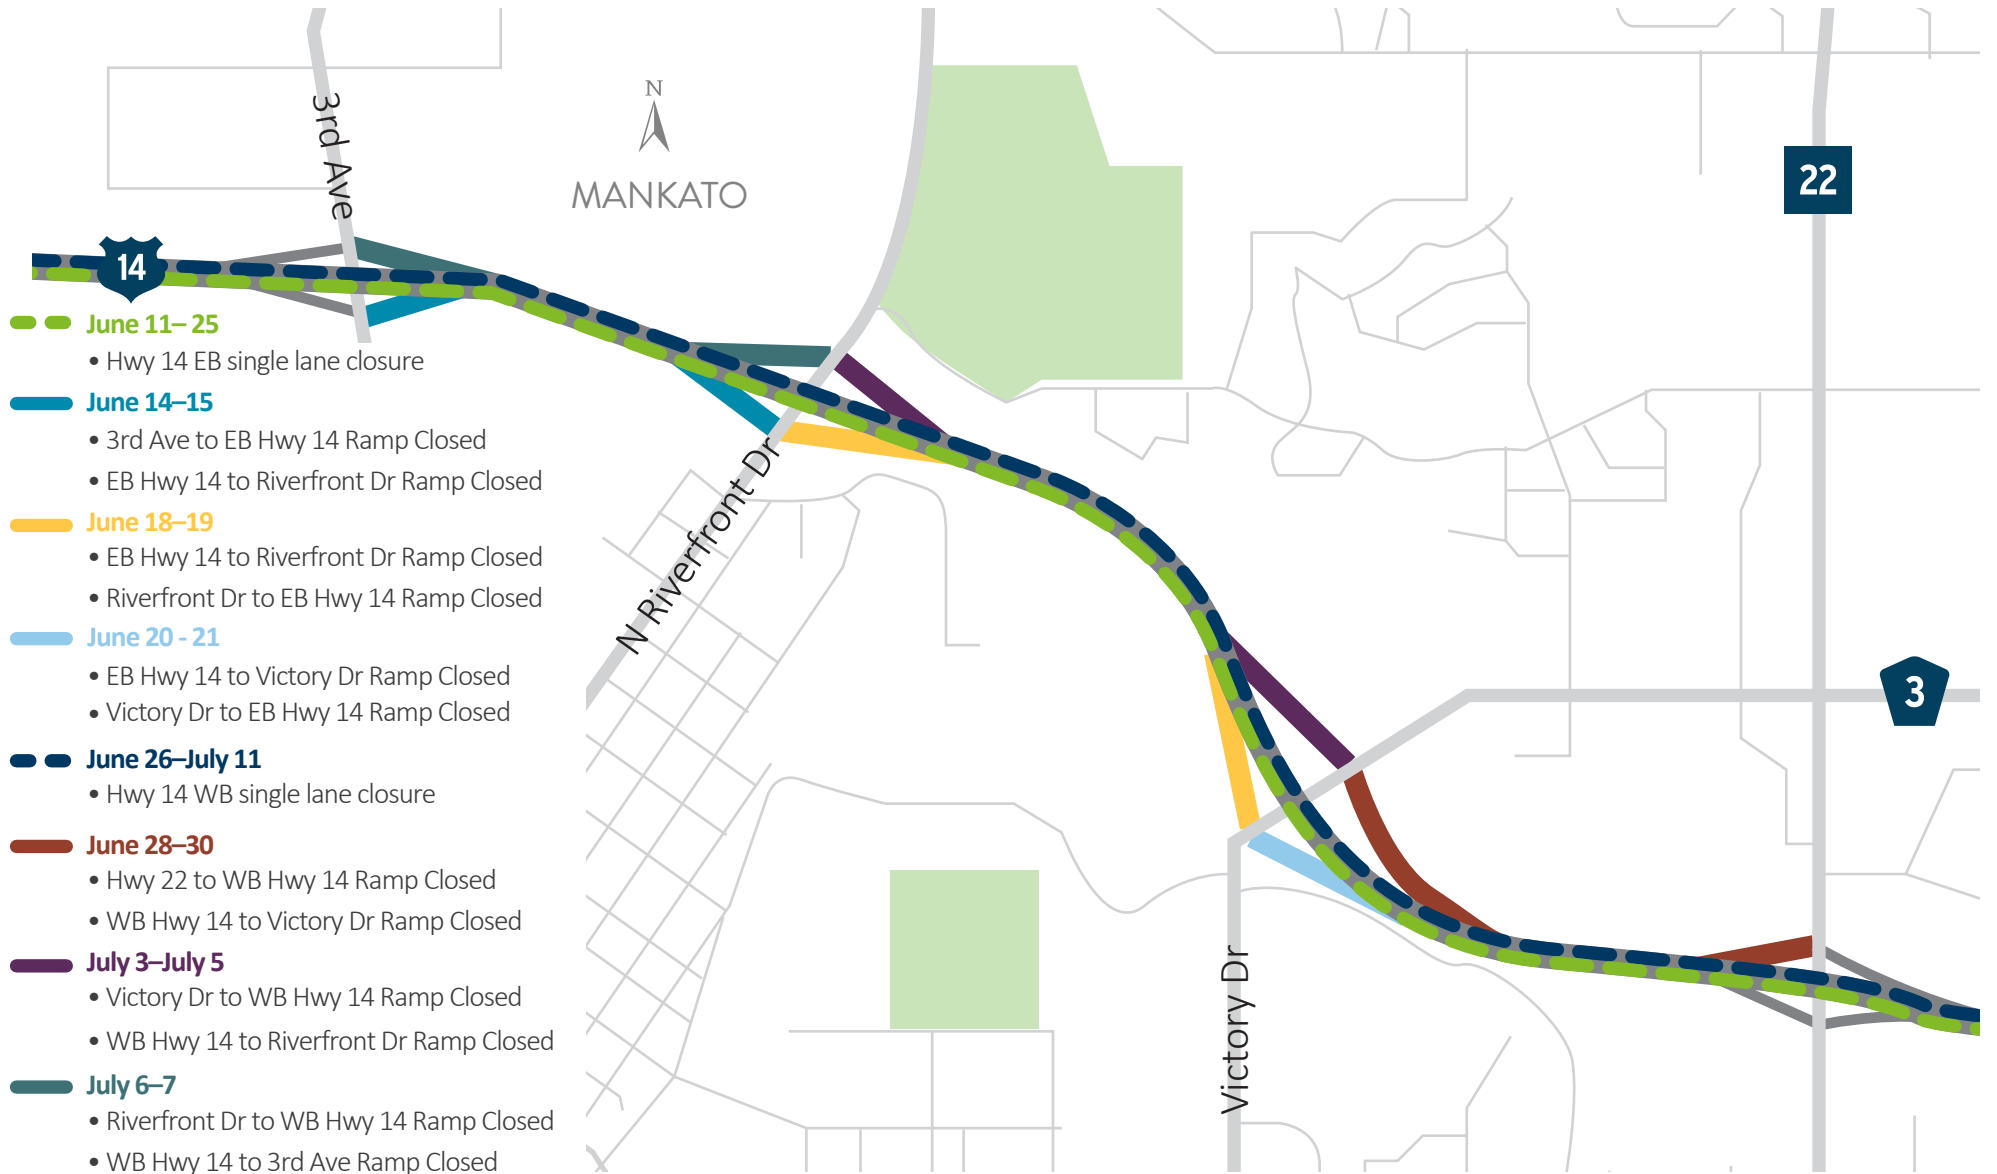 3rd Ave
N
MANKATO
22
14
June 11– 25
• Hwy 14 EB single lane closure
June 14–15
• 3rd Ave to EB Hwy 14 Ramp Closed
• EB Hwy 14 to Riverfront Dr Ramp Closed
June 18–19
• EB Hwy 14 to Riverfront Dr Ramp Closed
• Riverfront Dr to EB Hwy 14 Ramp Closed
June 20 - 21
• EB Hwy 14 to Victory Dr Ramp Closed
• Victory Dr to EB Hwy 14 Ramp Closed
June 26–July 11
• Hwy 14 WB single lane closure
June 28–30
• Hwy 22 to WB Hwy 14 Ramp Closed
• WB Hwy 14 to Victory Dr Ramp Closed
July 3–July 5
• Victory Dr to WB Hwy 14 Ramp Closed
• WB Hwy 14 to Riverfront Dr Ramp Closed
July 6–7
• Riverfront Dr to WB Hwy 14 Ramp Closed
• WB Hwy 14 to 3rd Ave Ramp Closed
N Riverfront Dr
3
Victory Dr